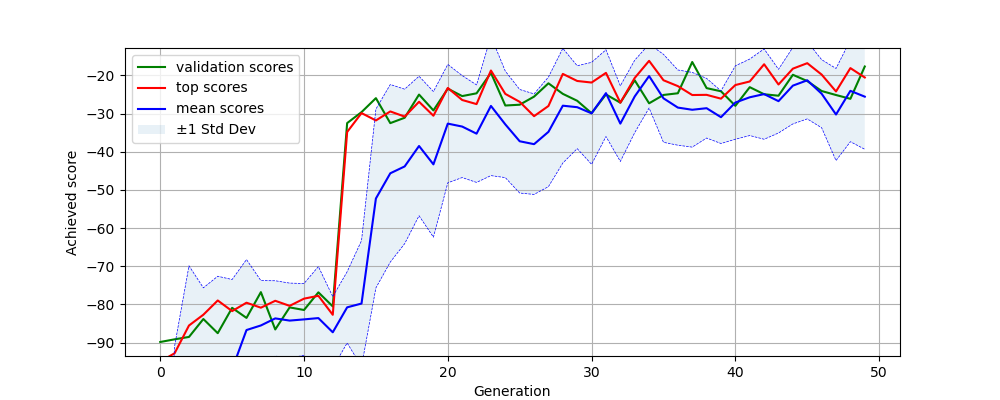 validation scores
top scores
mean scores
±1 Std Dev
Achieved score
−20
−30
−40
−50
−60
−70
−80
−90
0 10 20 30 40 50
Generation